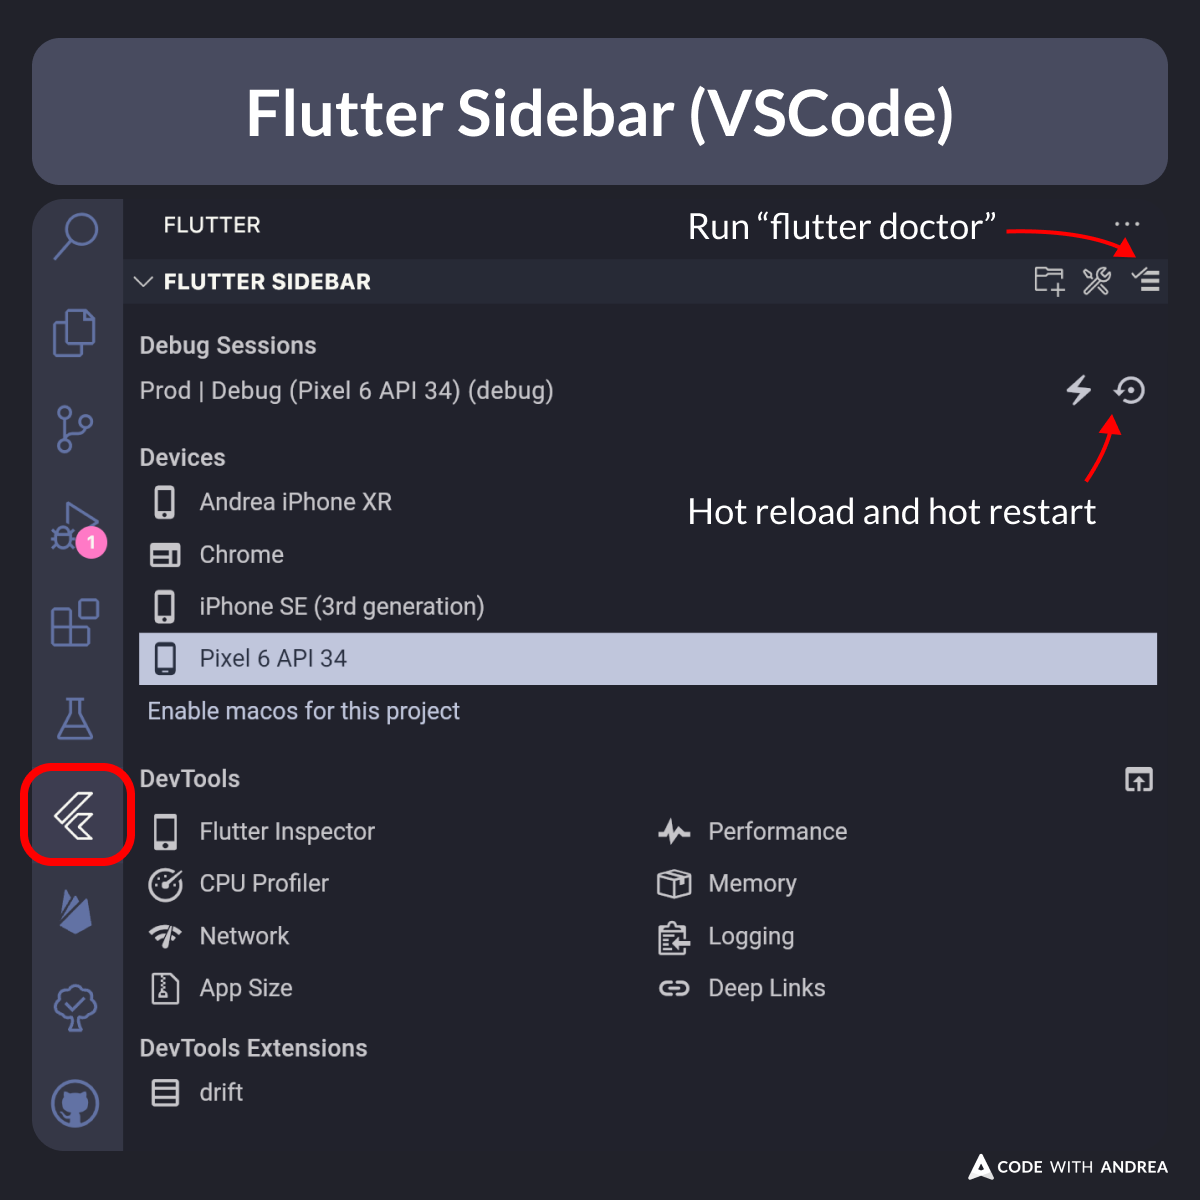 Flutter Sidebar (VSCode)
FLUTTER
Run “flutter doctor”
FLUTTER SIDEBAR
Debug Sessions
Prod | Debug (Pixel 6 API 34) (debug)
Devices
Andrea iPhone XR
Hot reload and hot restart
1
Chrome
iPhone SE (3rd generation)
Pixel 6 API 34
Enable macos for this project
DevTools
Flutter Inspector
Performance
CPU Profiler
Memory
Network
Logging
App Size
Deep Links
DevTools Extensions
drift
CODE WITH ANDREA